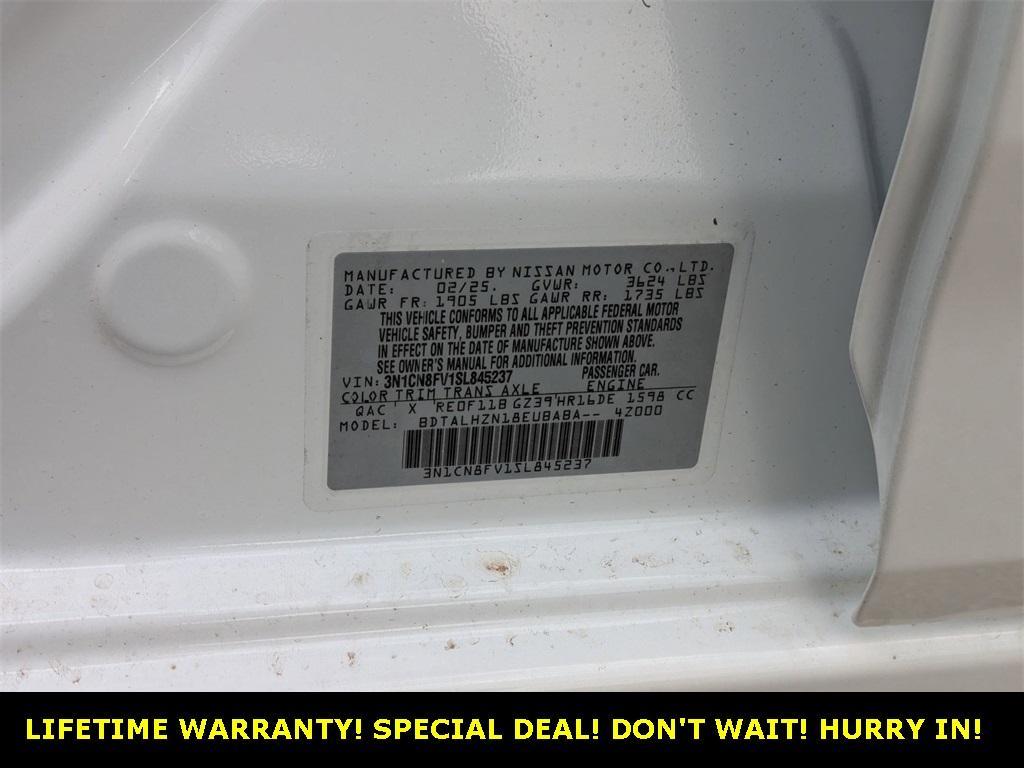 MANUFACTURED BY NISSAN MOTOR CO., LTD.
DATE: 02/25. GVWR: 3624 LBS
GAWR FR: 1905 LBS GAWR RR: 1735 LBS
THIS VEHICLE CONFORMS TO ALL APPLICABLE FEDERAL MOTOR
VEHICLE SAFETY, BUMPER AND THEFT PREVENTION STANDARDS
IN EFFECT ON THE DATE OF MANUFACTURE SHOWN ABOVE.
SEE OWNER'S MANUAL FOR ADDITIONAL INFORMATION.
VIN: 3N1CN8FV1SL845237 PASSENGER CAR.
COLOR TRIM TRANS AXLE ENGINE
QAC X RE0F11B GZ39 HR16DE 1598 CC
MODEL: BDTALHZN18EUBABA-- 4Z000
3N1CN8FV1SL845237
LIFETIME WARRANTY! SPECIAL DEAL! DON'T WAIT! HURRY IN!